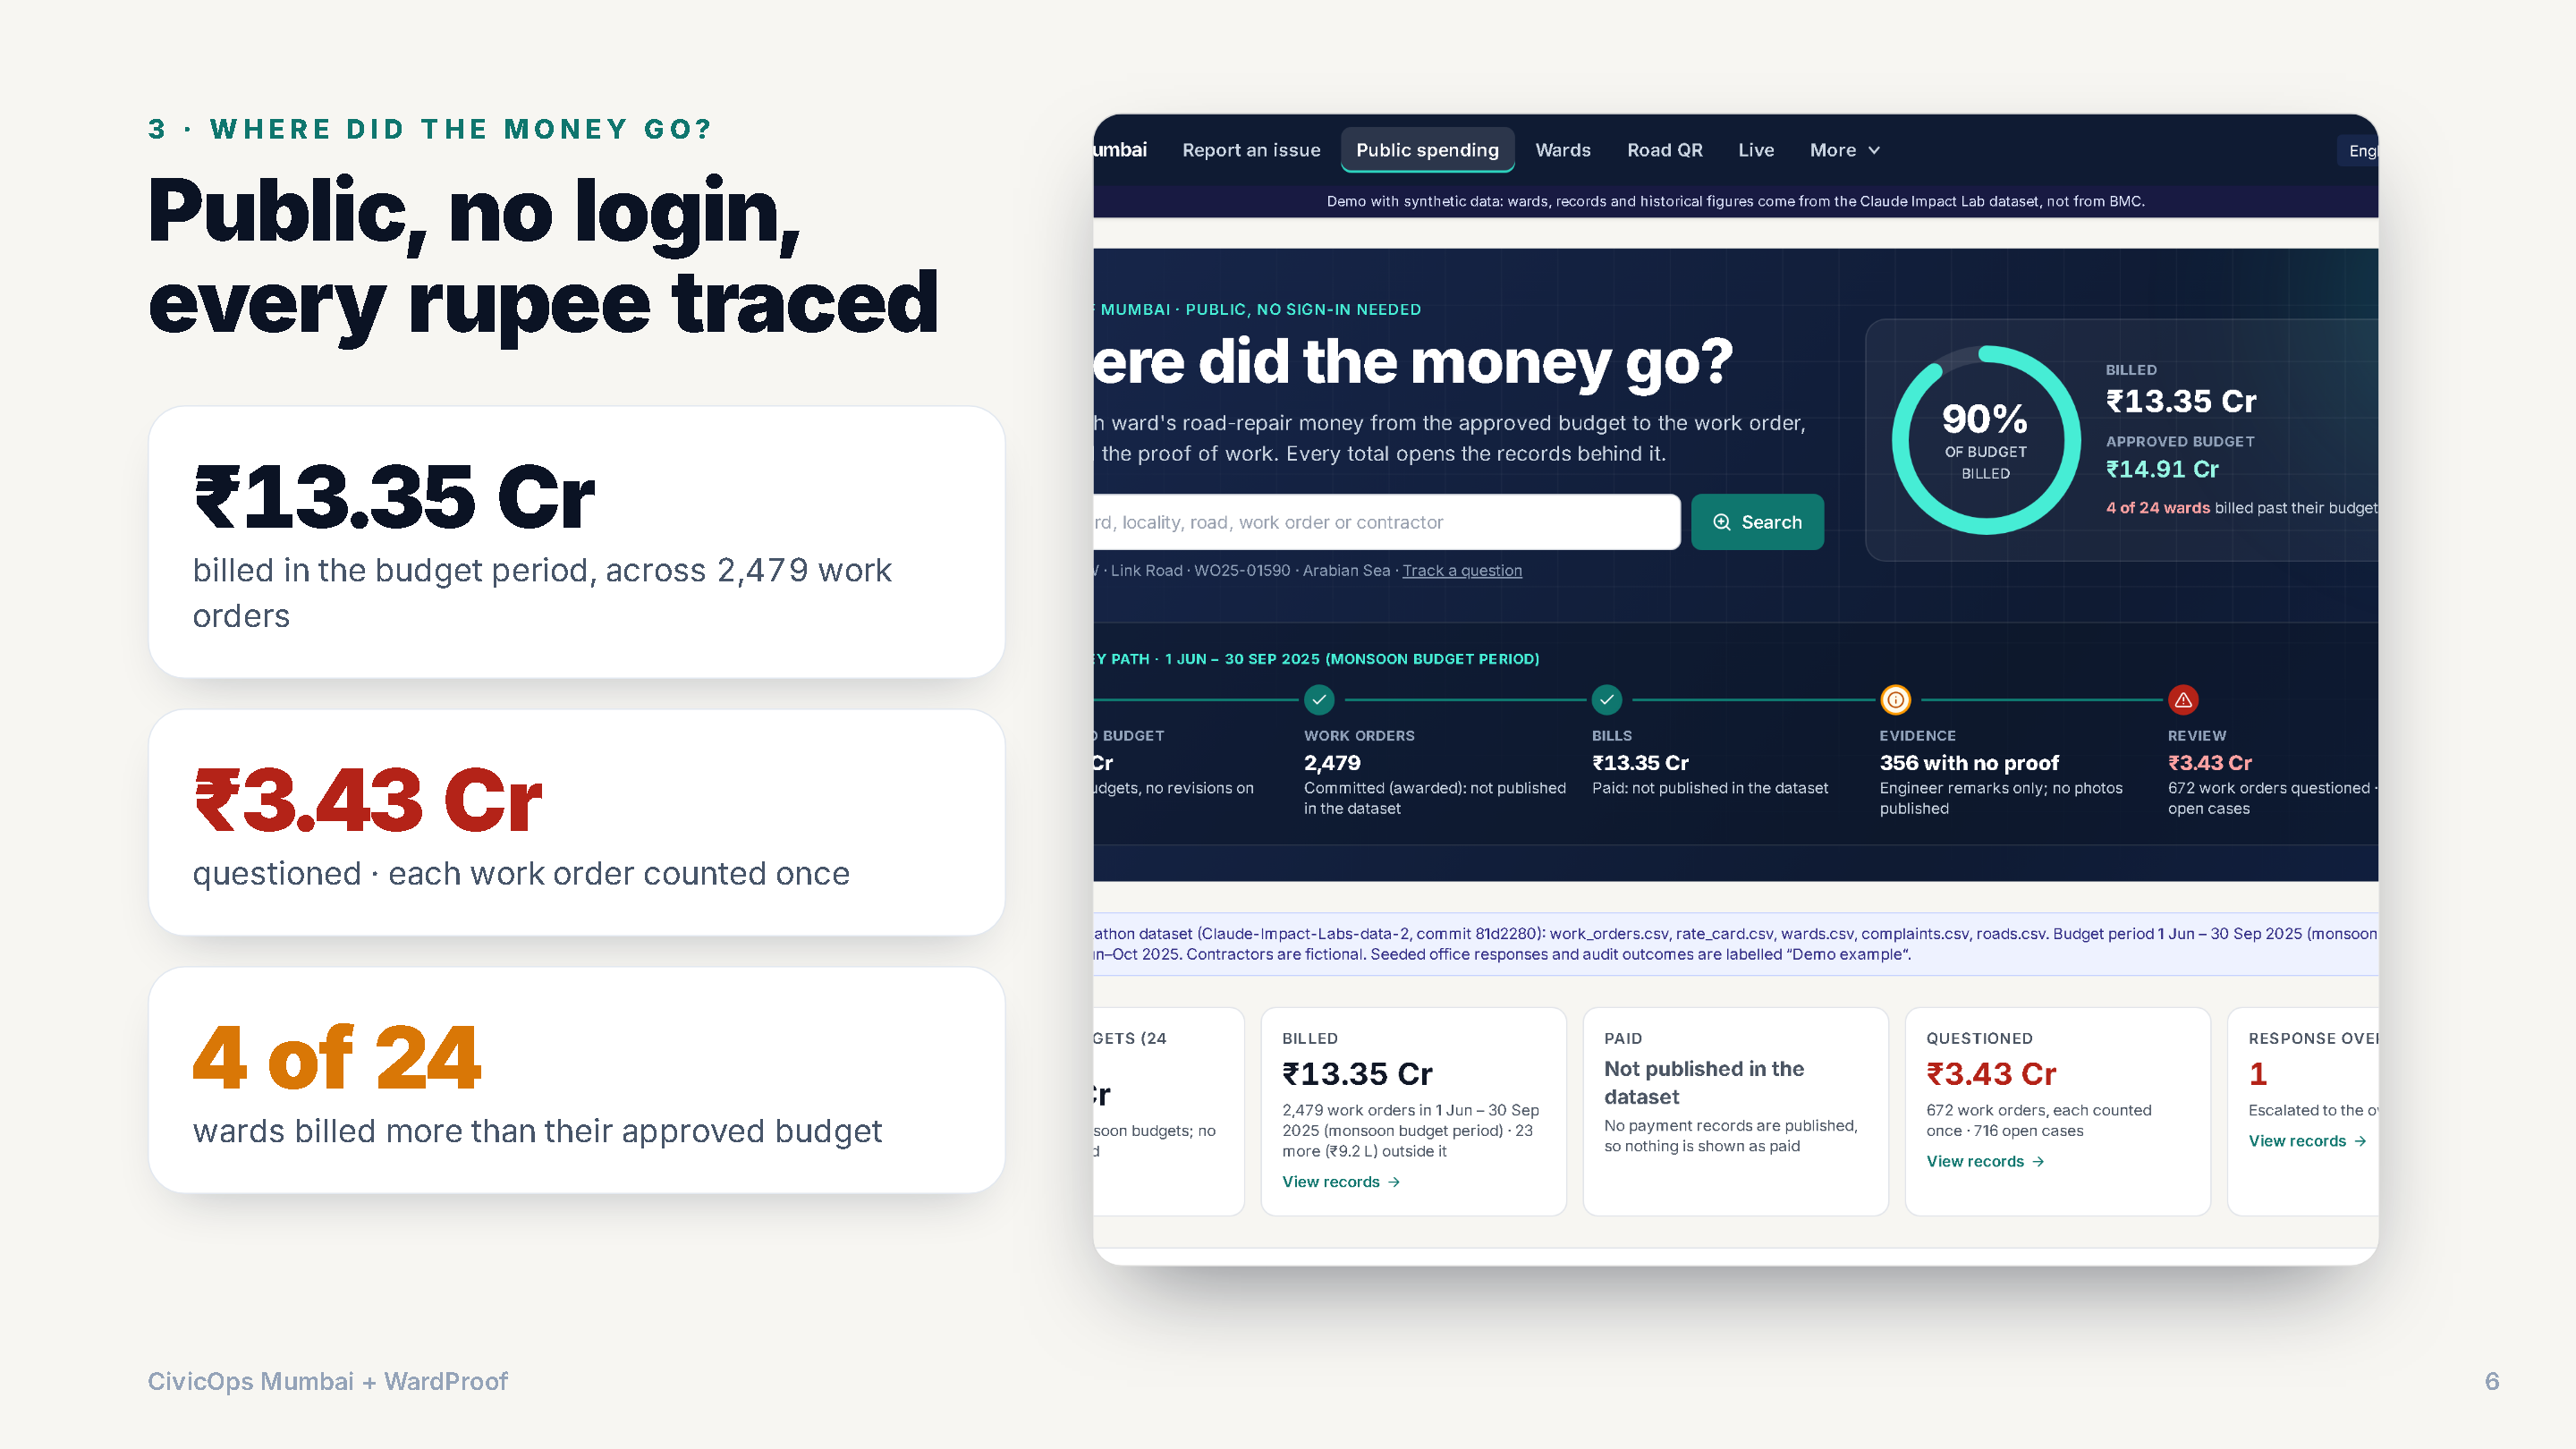 3 · WHERE DID THE MONEY GO?
Public, no login,
every rupee traced
₹13.35 Cr
billed in the budget period, across 2,479 work
orders
₹3.43 Cr
questioned · each work order counted once
4 of 24
wards billed more than their approved budget
umbai
Report an issue
Public spending
Wards
Road QR
Live
More
Engl
Demo with synthetic data: wards, records and historical figures come from the Claude Impact Lab dataset, not from BMC.
MUMBAI · PUBLIC, NO SIGN-IN NEEDED
ere did the money go?
h ward's road-repair money from the approved budget to the work order,
the proof of work. Every total opens the records behind it.
rd, locality, road, work order or contractor
Search
· Link Road · WO25-01590 · Arabian Sea · Track a question
90%
OF BUDGET
BILLED
BILLED
₹13.35 Cr
APPROVED BUDGET
₹14.91 Cr
4 of 24 wards billed past their budget
EY PATH · 1 JUN – 30 SEP 2025 (MONSOON BUDGET PERIOD)
BUDGET
Cr
udgets, no revisions on
WORK ORDERS
2,479
Committed (awarded): not published
in the dataset
BILLS
₹13.35 Cr
Paid: not published in the dataset
EVIDENCE
356 with no proof
Engineer remarks only; no photos
published
REVIEW
₹3.43 Cr
672 work orders questioned ·
open cases
athon dataset (Claude-Impact-Labs-data-2, commit 81d2280): work_orders.csv, rate_card.csv, wards.csv, complaints.csv, roads.csv. Budget period 1 Jun – 30 Sep 2025 (monsoon
n–Oct 2025. Contractors are fictional. Seeded office responses and audit outcomes are labelled “Demo example”.
GETS (24
Cr
soon budgets; no
d
BILLED
₹13.35 Cr
2,479 work orders in 1 Jun – 30 Sep
2025 (monsoon budget period) · 23
more (₹9.2 L) outside it
View records →
PAID
Not published in the
dataset
No payment records are published,
so nothing is shown as paid
QUESTIONED
₹3.43 Cr
672 work orders, each counted
once · 716 open cases
View records →
RESPONSE OVE
1
Escalated to the o
View records →
CivicOps Mumbai + WardProof
6